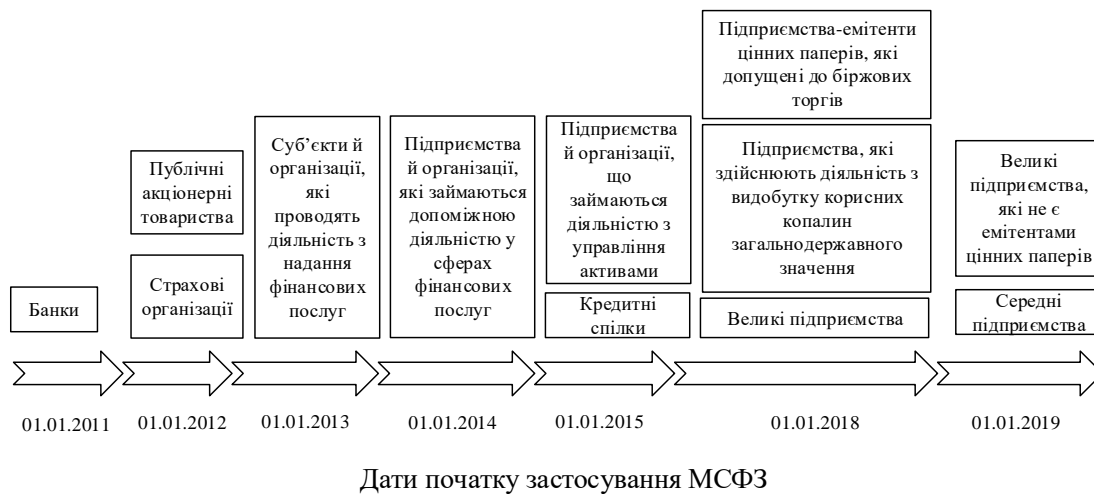 Банки
Публічні
акціонерні
товариства
Страхові
організації
Суб’єкти й
організації,
які
проводять
діяльність з
надання
фінансових
послуг
Підприємства
й організації,
які займаються
допоміжною
діяльністю у
сферах
фінансових
послуг
Підприємства
й організації,
що
займаються
діяльністю з
управління
активами
Кредитні
спілки
Підприємства-емітенти
цінних паперів, які
допущені до біржових
торгів
Підприємства, які
здійснюють діяльність з
видобутку корисних
копалин
загальнодержавного
значення
Великі підприємства
Великі
підприємства,
які не є
емітентами
цінних паперів
Середні
підприємства
01.01.2011
01.01.2012
01.01.2013
01.01.2014
01.01.2015
01.01.2018
01.01.2019
Дати початку застосування МСФЗ